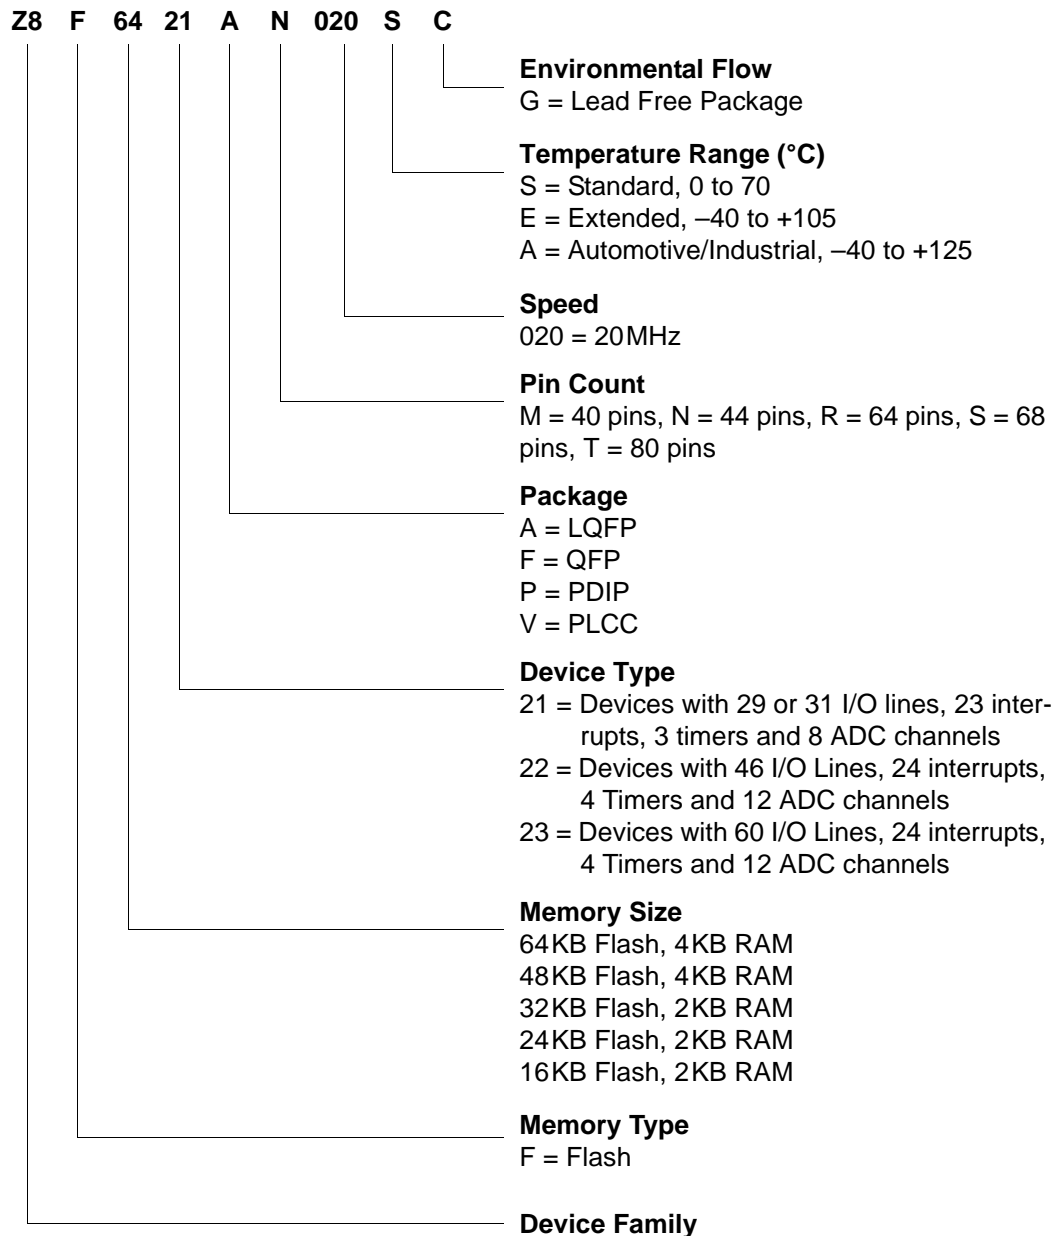 Z8 F 64 21 A N 020 S C
Environmental Flow
G = Lead Free Package
Temperature Range (°C)
S = Standard, 0 to 70
E = Extended, –40 to +105
A = Automotive/Industrial, –40 to +125
Speed
020 = 20MHz
Pin Count
M = 40 pins, N = 44 pins, R = 64 pins, S = 68
pins, T = 80 pins
Package
A = LQFP
F = QFP
P = PDIP
V = PLCC
Device Type
21 = Devices with 29 or 31 I/O lines, 23 inter-
rupts, 3 timers and 8 ADC channels
22 = Devices with 46 I/O Lines, 24 interrupts,
4 Timers and 12 ADC channels
23 = Devices with 60 I/O Lines, 24 interrupts,
4 Timers and 12 ADC channels
Memory Size
64KB Flash, 4KB RAM
48KB Flash, 4KB RAM
32KB Flash, 2KB RAM
24KB Flash, 2KB RAM
16KB Flash, 2KB RAM
Memory Type
F = Flash
Device Family